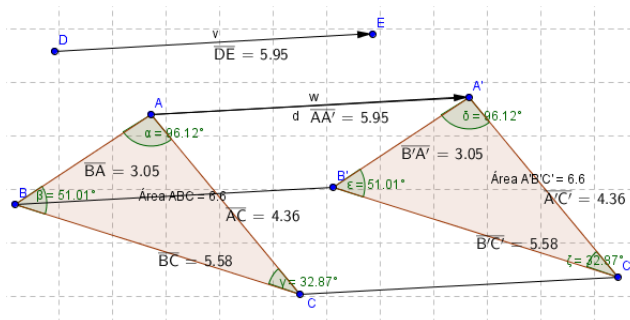 D
v
E
DE = 5.95
A
w
A'
d AA' = 5.95
α = 96.12°
δ = 96.12°
BA = 3.05
B'A' = 3.05
B
β = 51.01°
B'
ε = 51.01°
Área ABC = 6.6
Área A'B'C' = 6.6
AC = 4.36
A'C' = 4.36
BC = 5.58
B'C' = 5.58
γ = 32.87°
ζ = 32.87°
C
C'